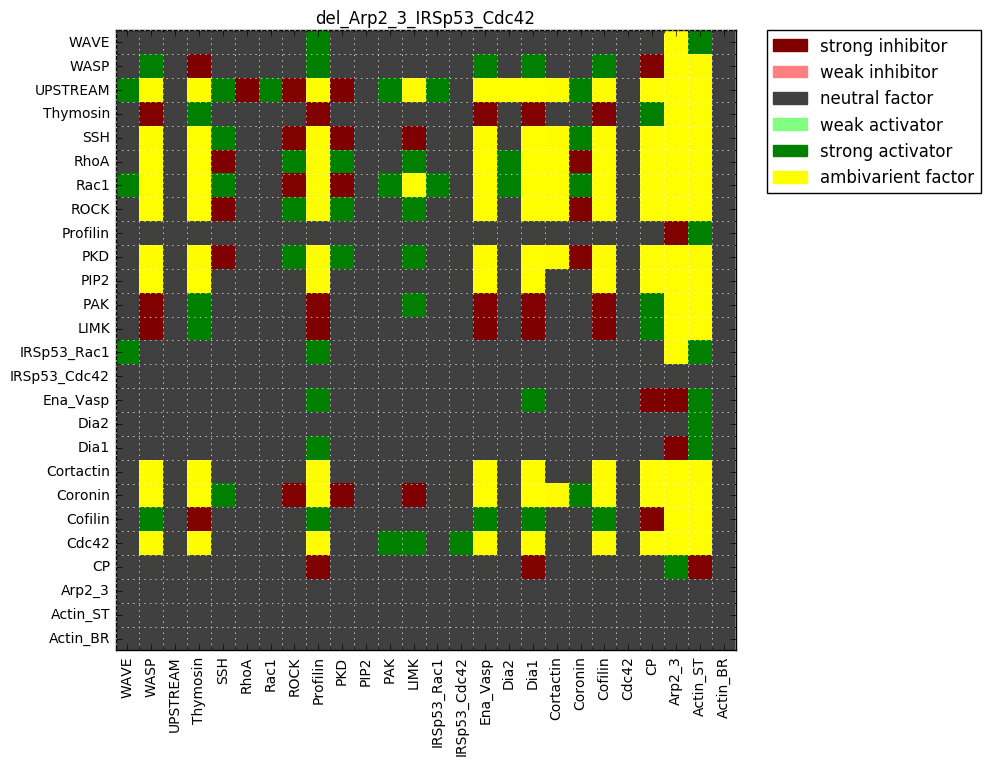 del_Arp2_3_IRSp53_Cdc42
strong inhibitor
weak inhibitor
neutral factor
weak activator
strong activator
ambivarient factor
WAVE
WASP
UPSTREAM
Thymosin
SSH
RhoA
Rac1
ROCK
Profilin
PKD
PIP2
PAK
LIMK
IRSp53_Rac1
IRSp53_Cdc42
Ena_Vasp
Dia2
Dia1
Cortactin
Coronin
Cofilin
Cdc42
CP
Arp2_3
Actin_ST
Actin_BR
WAVE
WASP
UPSTREAM
Thymosin
SSH
RhoA
Rac1
ROCK
Profilin
PKD
PIP2
PAK
LIMK
IRSp53_Rac1
IRSp53_Cdc42
Ena_Vasp
Dia2
Dia1
Cortactin
Coronin
Cofilin
Cdc42
CP
Arp2_3
Actin_ST
Actin_BR